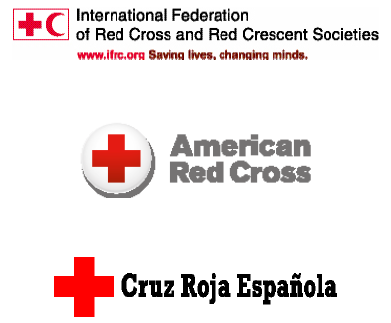 International Federation
of Red Cross and Red Crescent Societies
www.ifrc.org Saving lives, changing minds.
American
Red Cross
Cruz Roja Española